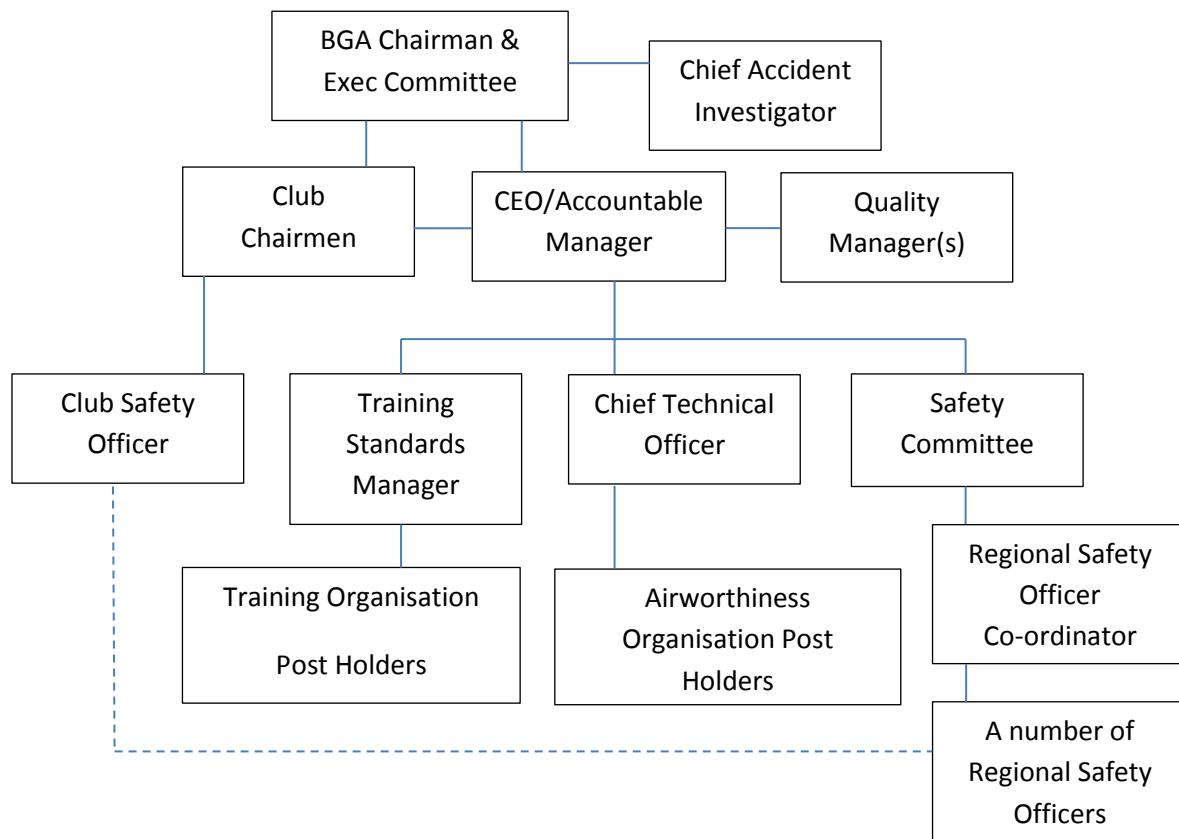 BGA Chairman &
Exec Committee
Chief Accident
Investigator
Club
Chairmen
CEO/Accountable
Manager
Quality
Manager(s)
Club Safety
Officer
Training
Standards
Manager
Chief Technical
Officer
Safety
Committee
Training Organisation
Post Holders
Airworthiness
Organisation Post
Holders
Regional Safety
Officer
Co-ordinator
A number of
Regional Safety
Officers